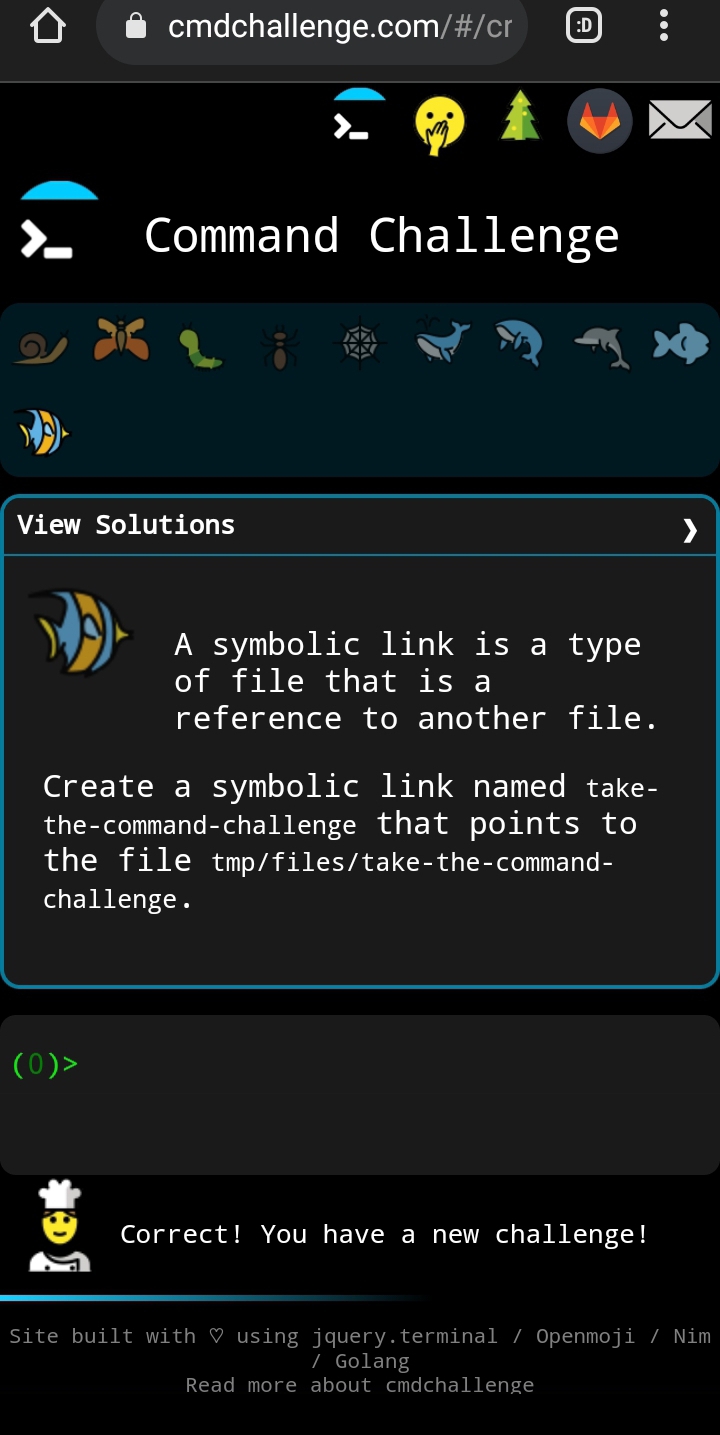 cmdchallenge.com/#/cr
:D
Command Challenge
View Solutions
A symbolic link is a type
of file that is a
reference to another file.
Create a symbolic link named take-
the-command-challenge that points to
the file tmp/files/take-the-command-
challenge.
(0)>
Correct! You have a new challenge!
Site built with ♡ using jquery.terminal / Openmoji / Nim
/ Golang
Read more about cmdchallenge